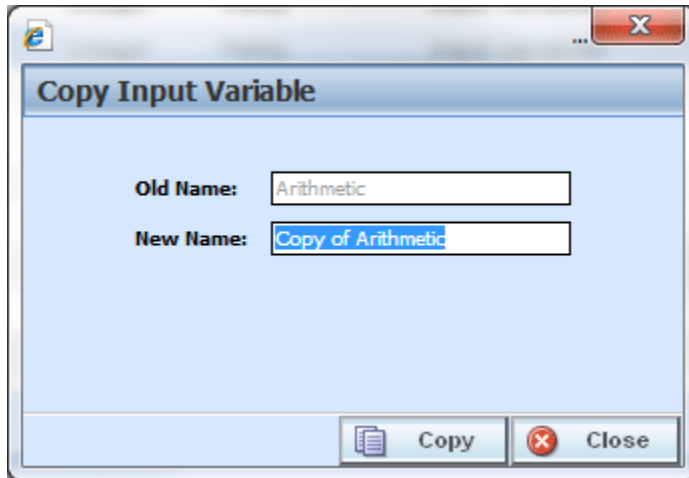 ...
Copy Input Variable
Old Name: Arithmetic
New Name: Copy of Arithmetic
Copy Close